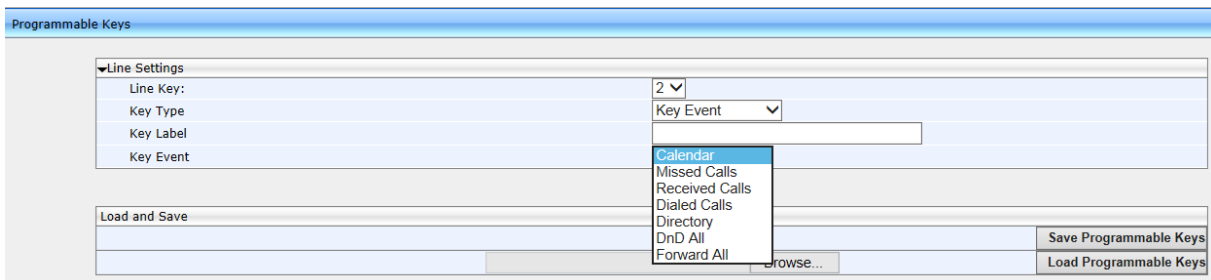 Programmable Keys
Line Settings
Line Key: 2
Key Type Key Event
Key Label
Key Event Calendar
Missed Calls
Received Calls
Dialed Calls
Directory
DnD All
Forward All
Load and Save
Save Programmable Keys
Browse... Load Programmable Keys